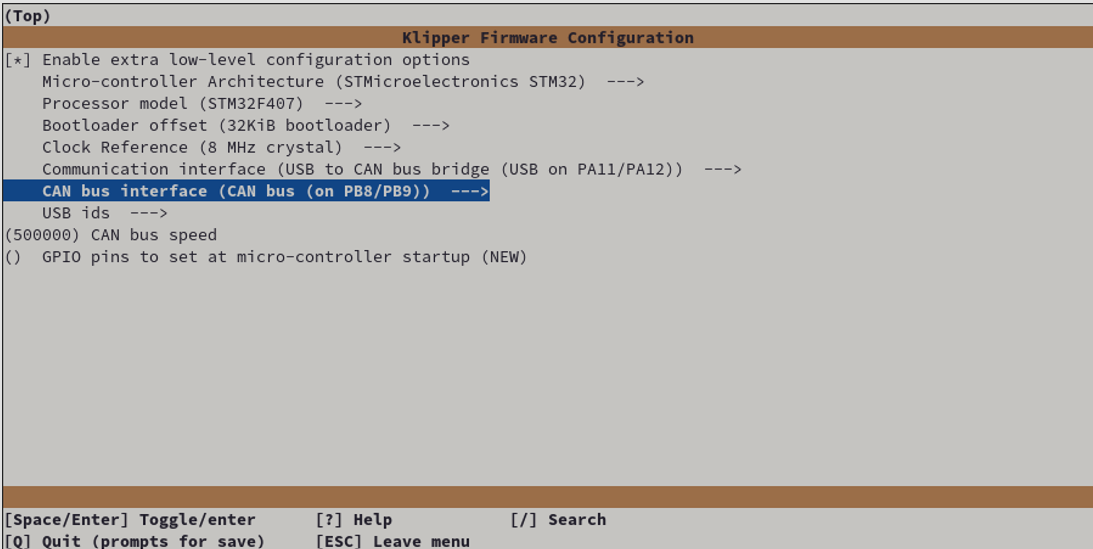 (Top)
Klipper Firmware Configuration
[*] Enable extra low-level configuration options
Micro-controller Architecture (STMicroelectronics STM32) --->
Processor model (STM32F407) --->
Bootloader offset (32KiB bootloader) --->
Clock Reference (8 MHz crystal) --->
Communication interface (USB to CAN bus bridge (USB on PA11/PA12)) --->
CAN bus interface (CAN bus (on PB8/PB9)) --->
USB ids --->
(500000) CAN bus speed
() GPIO pins to set at micro-controller startup (NEW)
[Space/Enter] Toggle/enter [?] Help [/] Search
[Q] Quit (prompts for save) [ESC] Leave menu